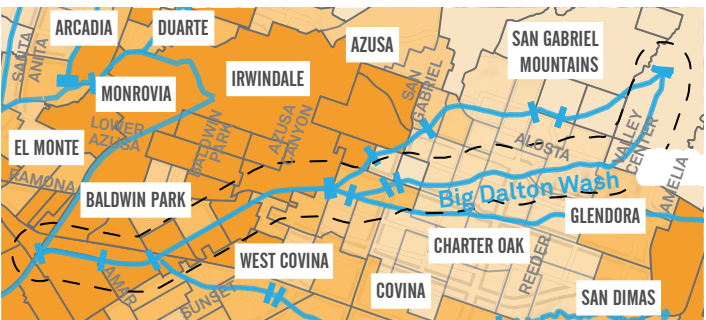 ARCADIA
DUARTE
AZUSA
SAN GABRIEL
MOUNTAINS
SANTA
ANITA
MONROVIA
IRWINDALE
SAN
GABRIEL
LOWER
AZUSA
BALDWIN
PARK
AZUSA
CANYON
ALOSTA
VALLEY
CENTER
EL MONTE
RAMONA
BALDWIN PARK
Big Dalton Wash
AMELIA
GLENDORA
CHARTER OAK
WEST COVINA
REEDER
AMAR
SUNSET
COVINA
SAN DIMAS